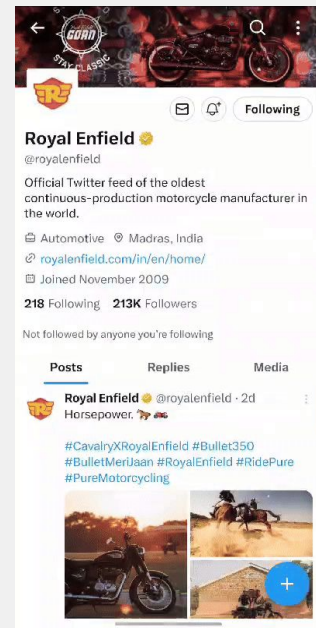 GOAN
STAY CLASSIC
Following
Royal Enfield
@royalenfield
Official Twitter feed of the oldest
continuous-production motorcycle manufacturer in
the world.
Automotive Madras, India
royalenfield.com/in/en/home/
Joined November 2009
218 Following 213K Followers
Not followed by anyone you're following
Posts Replies Media
Royal Enfield @royalenfield · 2d
Horsepower. 🐎 🏍️
#CavalryXRoyalEnfield #Bullet350
#BulletMeriJaan #RoyalEnfield #RidePure
#PureMotorcycling